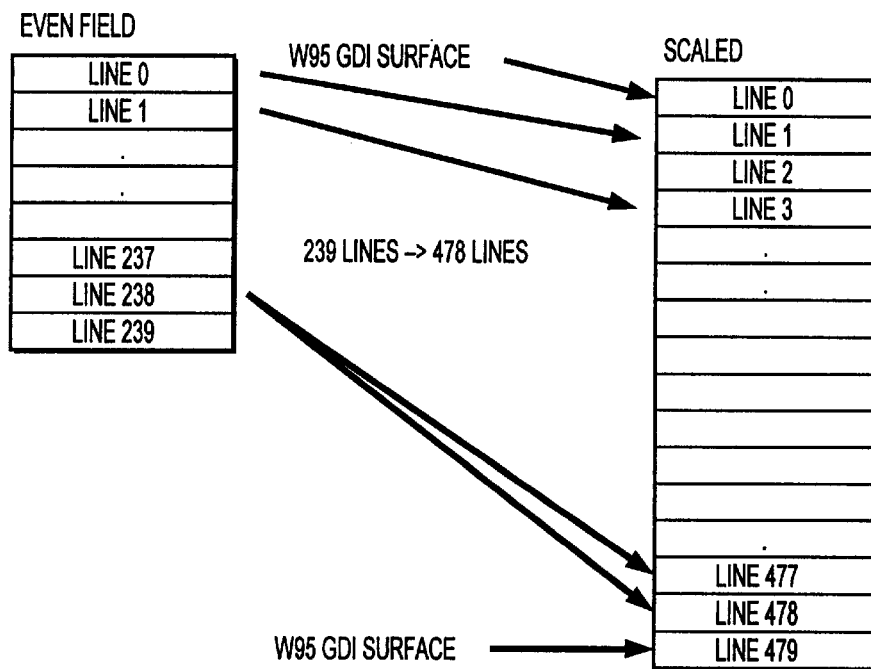 EVEN FIELD
LINE 0
LINE 1
LINE 237
LINE 238
LINE 239
W95 GDI SURFACE
239 LINES –> 478 LINES
W95 GDI SURFACE
SCALED
LINE 0
LINE 1
LINE 2
LINE 3
LINE 477
LINE 478
LINE 479